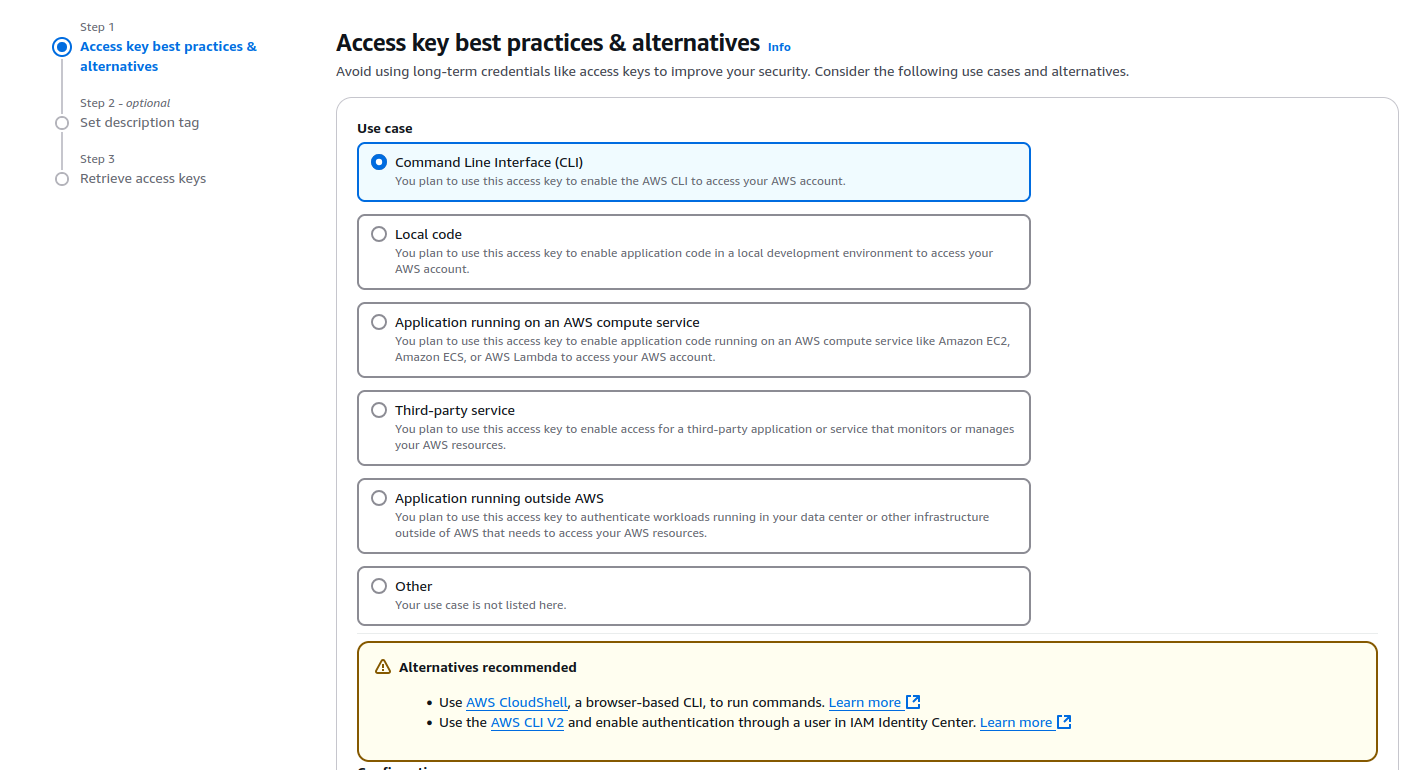 Step 1
Access key best practices &
alternatives
Step 2 - optional
Set description tag
Step 3
Retrieve access keys
Access key best practices & alternatives Info
Avoid using long-term credentials like access keys to improve your security. Consider the following use cases and alternatives.
Use case
Command Line Interface (CLI)
You plan to use this access key to enable the AWS CLI to access your AWS account.
Local code
You plan to use this access key to enable application code in a local development environment to access your
AWS account.
Application running on an AWS compute service
You plan to use this access key to enable application code running on an AWS compute service like Amazon EC2,
Amazon ECS, or AWS Lambda to access your AWS account.
Third-party service
You plan to use this access key to enable access for a third-party application or service that monitors or manages
your AWS resources.
Application running outside AWS
You plan to use this access key to authenticate workloads running in your data center or other infrastructure
outside of AWS that needs to access your AWS resources.
Other
Your use case is not listed here.
Alternatives recommended
• Use AWS CloudShell, a browser-based CLI, to run commands. Learn more
• Use the AWS CLI V2 and enable authentication through a user in IAM Identity Center. Learn more